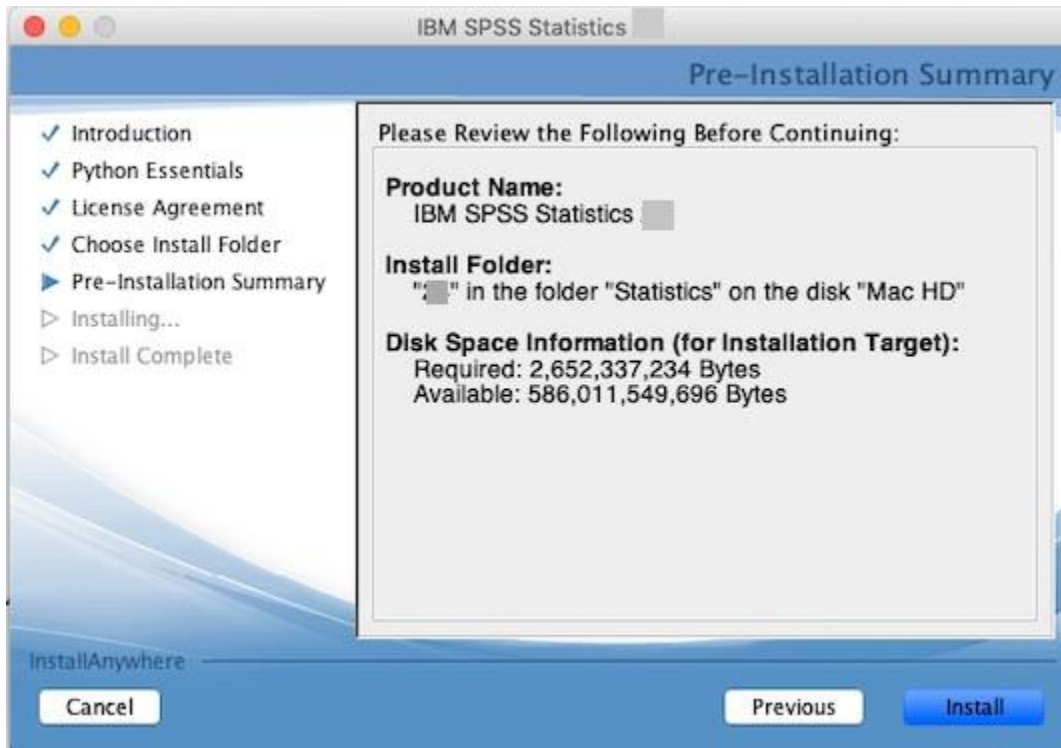 IBM SPSS Statistics
Pre-Installation Summary
Introduction
Python Essentials
License Agreement
Choose Install Folder
Pre-Installation Summary
Installing...
Install Complete
Please Review the Following Before Continuing:
Product Name:
IBM SPSS Statistics
Install Folder:
" " in the folder "Statistics" on the disk "Mac HD"
Disk Space Information (for Installation Target):
Required: 2,652,337,234 Bytes
Available: 586,011,549,696 Bytes
InstallAnywhere
Cancel
Previous
Install